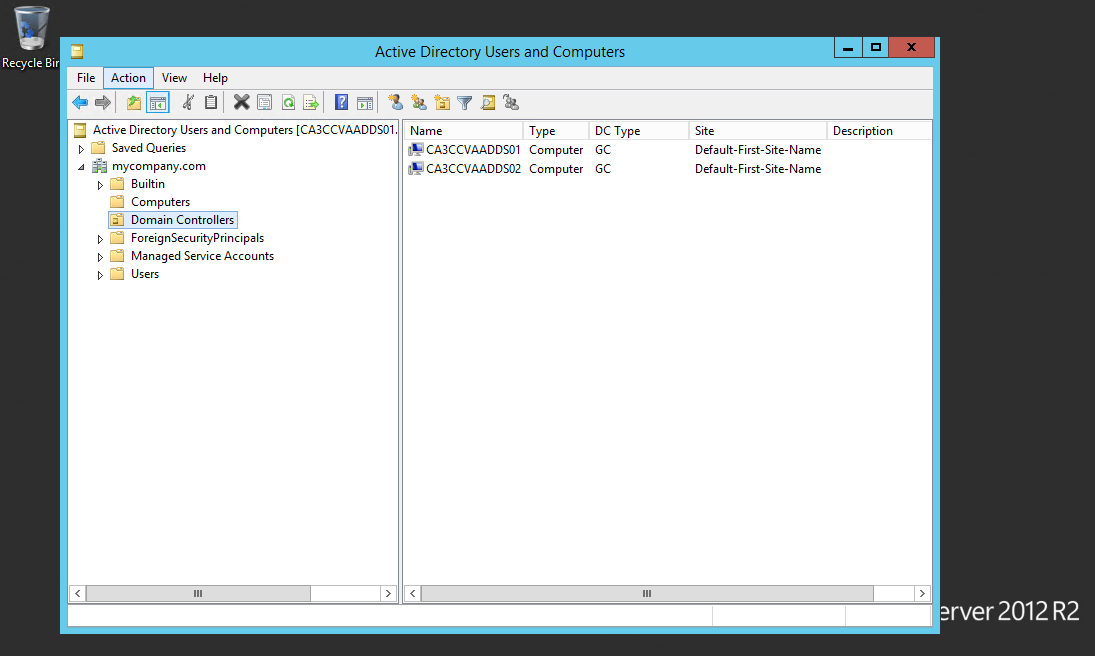 Recycle Bin
Active Directory Users and Computers
File Action View Help
Active Directory Users and Computers [CA3CCVAADDS01.
Saved Queries
mycompany.com
Builtin
Computers
Domain Controllers
ForeignSecurityPrincipals
Managed Service Accounts
Users
Name Type DC Type Site Description
CA3CCVAADDS01 Computer GC Default-First-Site-Name
CA3CCVAADDS02 Computer GC Default-First-Site-Name
erver 2012 R2